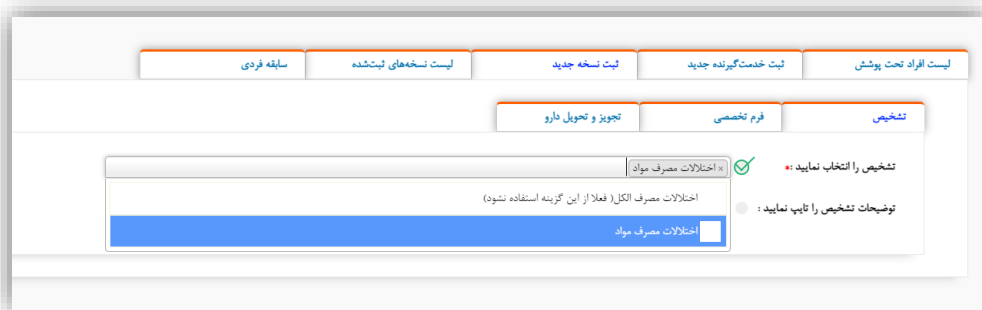 لیست افراد تحت پوشش
ثبت خدمت‌گیرنده جدید
ثبت نسخه جدید
لیست نسخه‌های ثبت‌شده
سابقه فردی
تشخیص
فرم تخصصی
تجویز و تحویل دارو
تشخیص را انتخاب نمایید :*
× اختلالات مصرف مواد
اختلالات مصرف الکل( فعلا از این گزینه استفاده نشود)
اختلالات مصرف مواد
توضیحات تشخیص را تایپ نمایید :